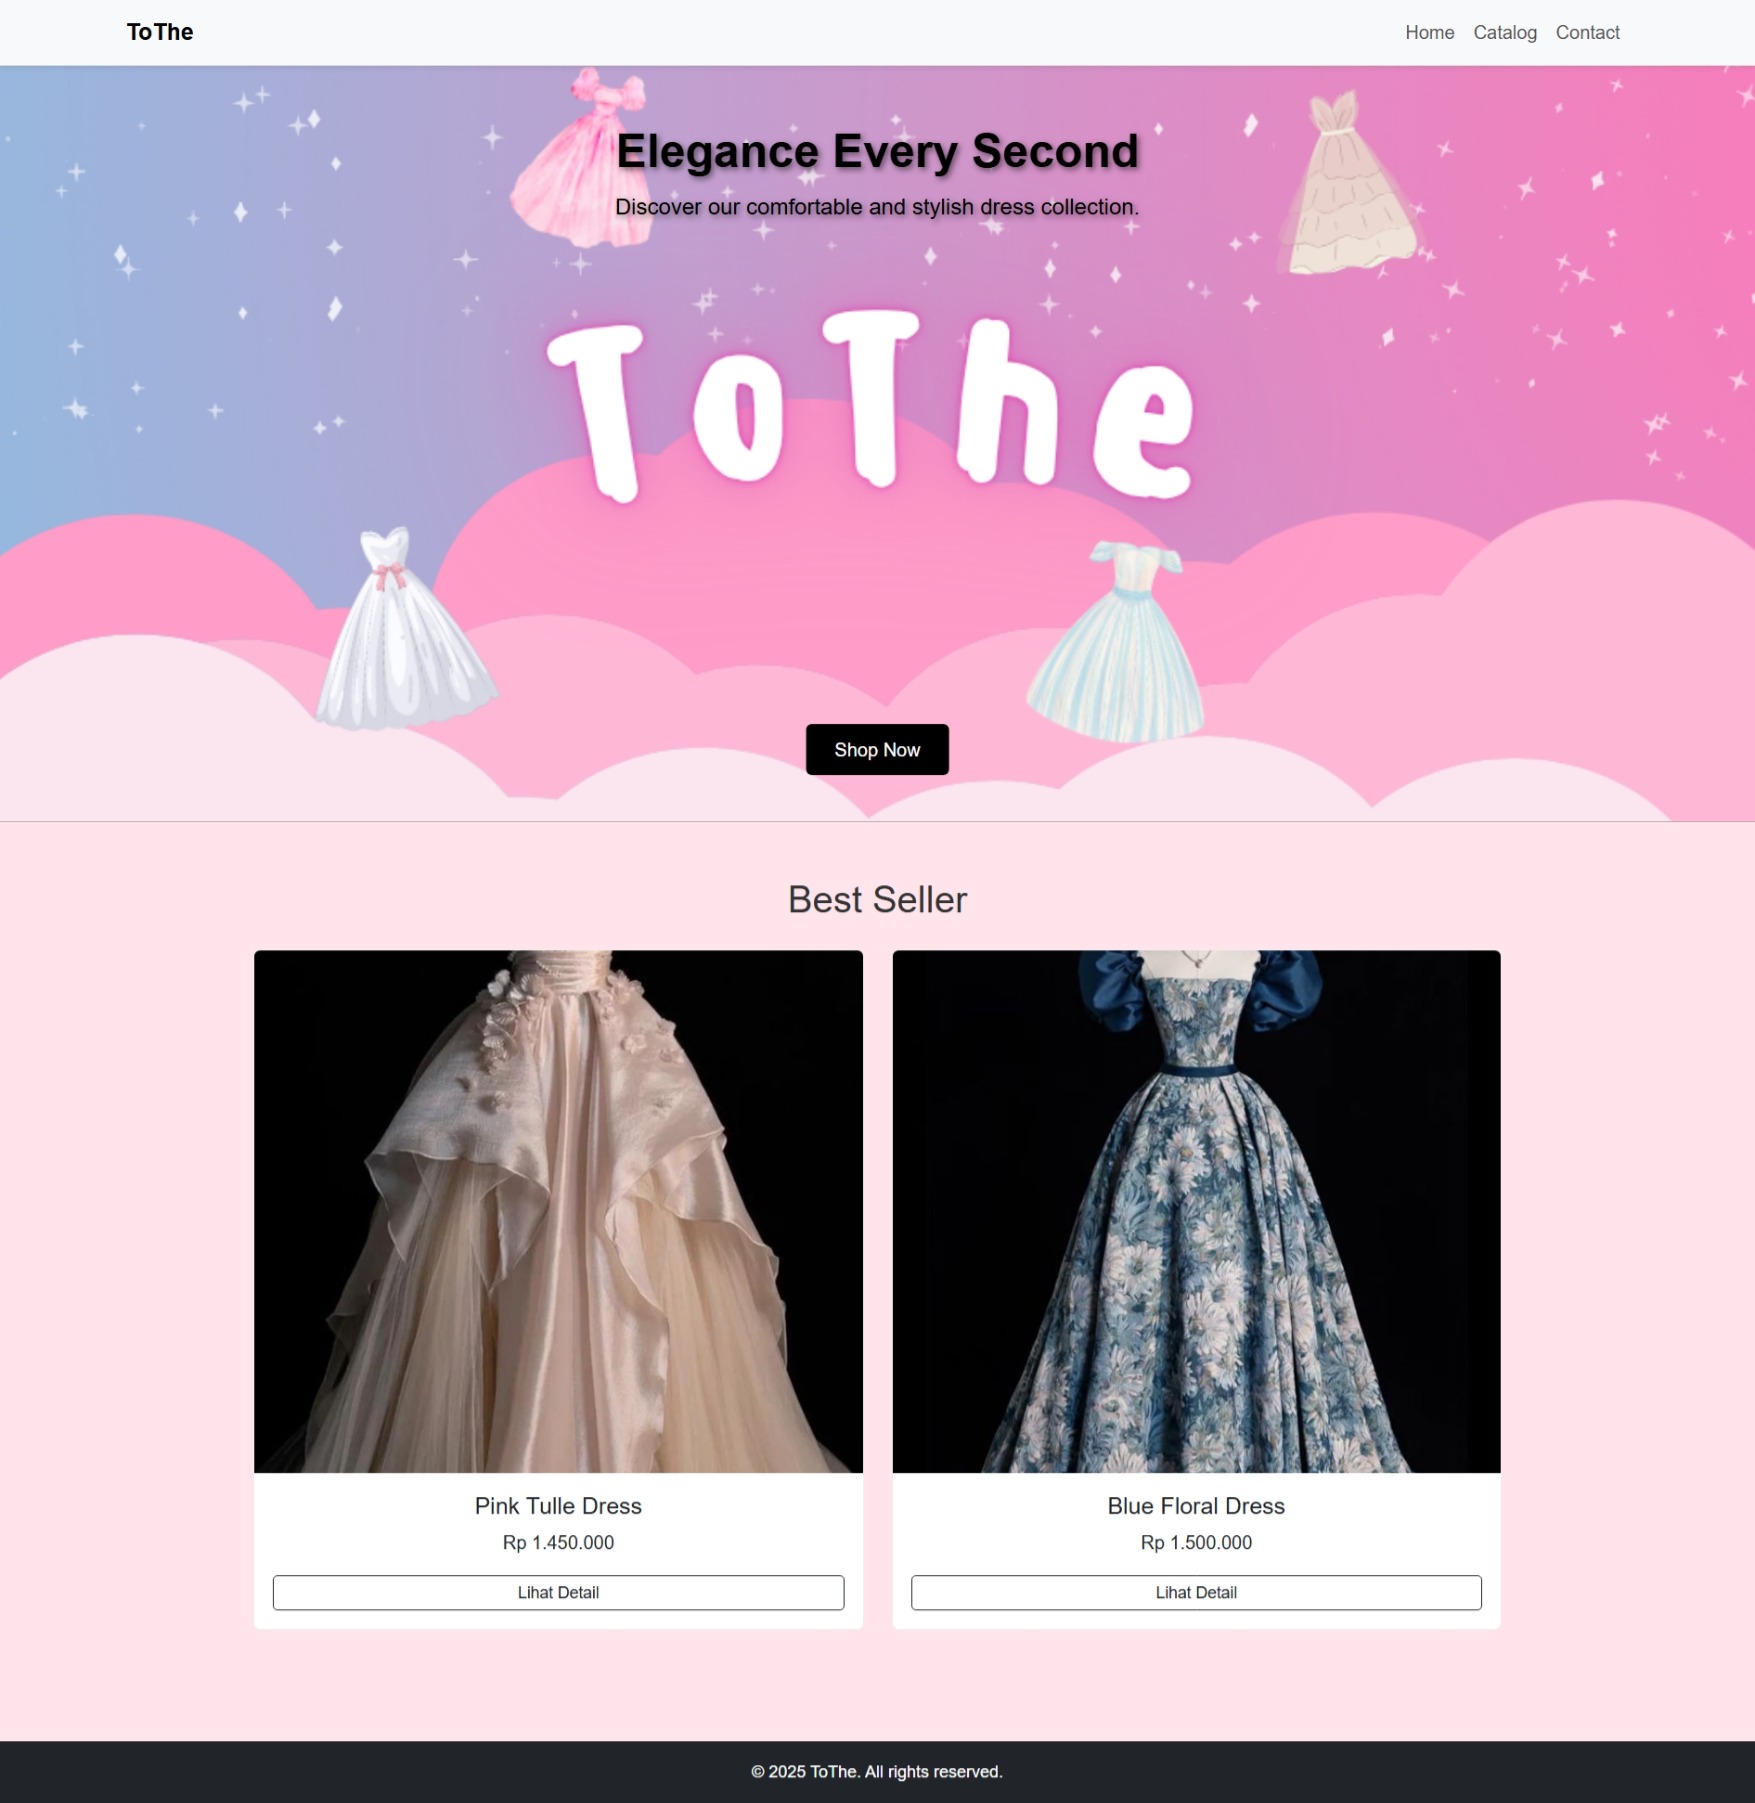 ToThe
Home Catalog Contact
Elegance Every Second
Discover our comfortable and stylish dress collection.
ToThe
Shop Now
Best Seller
Pink Tulle Dress
Rp 1.450.000
Lihat Detail
Blue Floral Dress
Rp 1.500.000
Lihat Detail
© 2025 ToThe. All rights reserved.